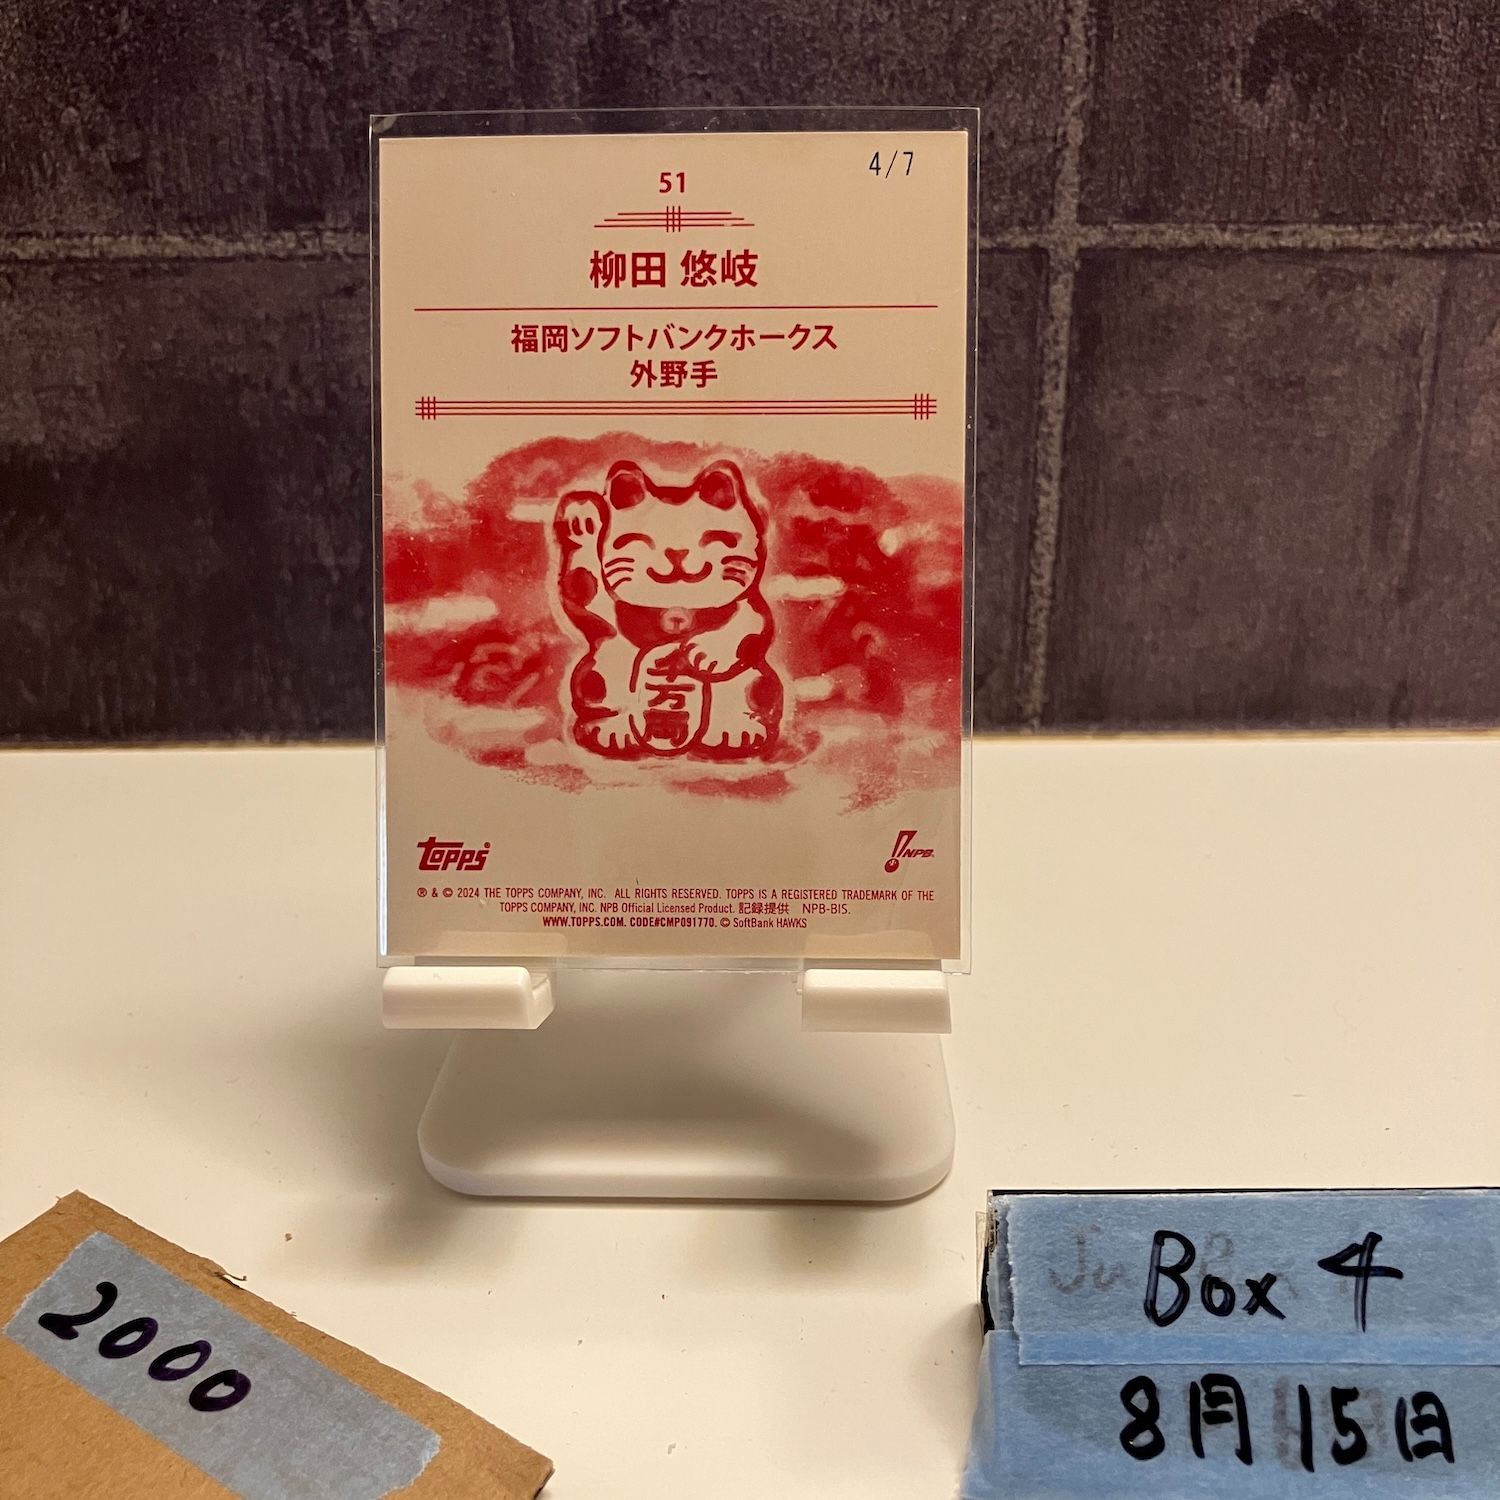 4/7
51
柳田 悠岐
福岡ソフトバンクホークス
外野手
千万両
topps
NPB
® & © 2024 THE TOPPS COMPANY, INC. ALL RIGHTS RESERVED. TOPPS IS A REGISTERED TRADEMARK OF THE
TOPPS COMPANY, INC. NPB Official Licensed Product. 記録提供 NPB-BIS.
WWW.TOPPS.COM. CODE#CMP091770. © SoftBank HAWKS
2000
Box 4
8月15日